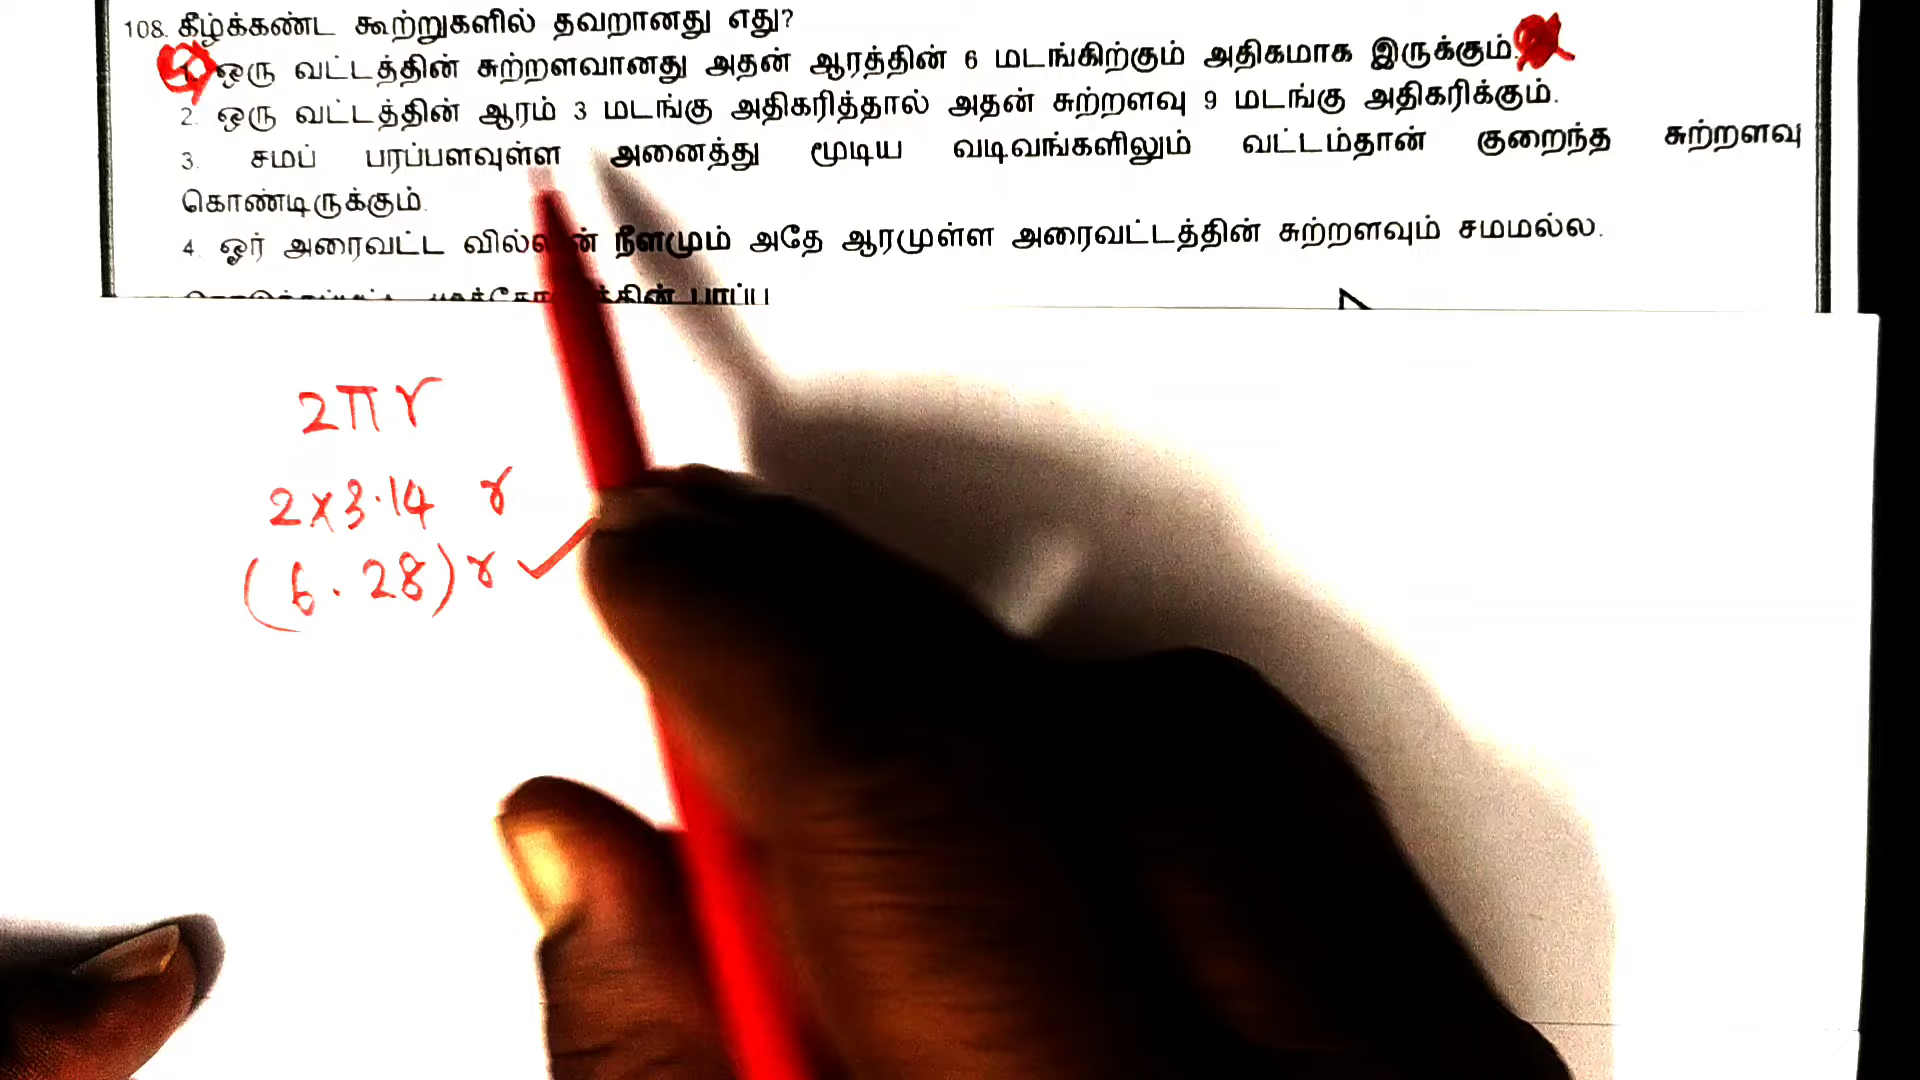 108. கீழ்க்கண்ட கூற்றுகளில் தவறானது எது?
1. ஒரு வட்டத்தின் சுற்றளவானது அதன் ஆரத்தின் 6 மடங்கிற்கும் அதிகமாக இருக்கும்.
2. ஒரு வட்டத்தின் ஆரம் 3 மடங்கு அதிகரித்தால் அதன் சுற்றளவு 9 மடங்கு அதிகரிக்கும்.
3. சமப் பரப்பளவுள்ள அனைத்து மூடிய வடிவங்களிலும் வட்டம்தான் குறைந்த சுற்றளவு
கொண்டிருக்கும்.
4. ஓர் அரைவட்ட வில்லின் நீளமும் அதே ஆரமுள்ள அரைவட்டத்தின் சுற்றளவும் சமமல்ல.
2πr
2x3.14 r
(6.28)r